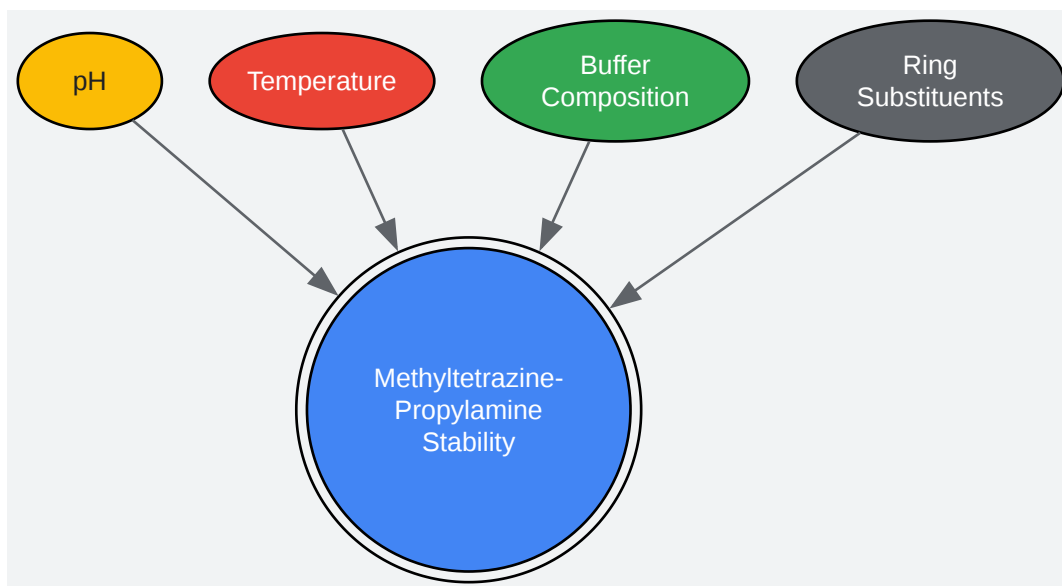 pH
Temperature
Buffer
Composition
Ring
Substituents
Methyltetrazine-
Propylamine
Stability